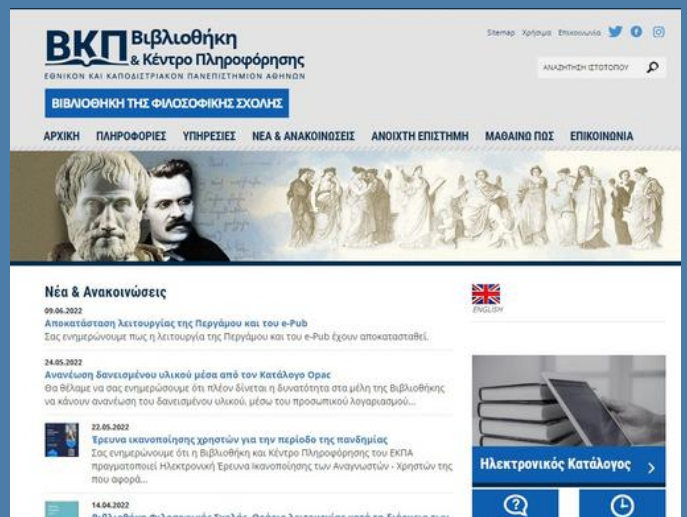 Sitemap Χρήσιμα Επικοινωνία
ΒΚΠ Βιβλιοθήκη
& Κέντρο Πληροφόρησης
ΕΘΝΙΚΟΝ ΚΑΙ ΚΑΠΟΔΙΣΤΡΙΑΚΟΝ ΠΑΝΕΠΙΣΤΗΜΙΟΝ ΑΘΗΝΩΝ
ΑΝΑΖΗΤΗΣΗ ΙΣΤΟΤΟΠΟΥ
ΒΙΒΛΙΟΘΗΚΗ ΤΗΣ ΦΙΛΟΣΟΦΙΚΗΣ ΣΧΟΛΗΣ
ΑΡΧΙΚΗ ΠΛΗΡΟΦΟΡΙΕΣ ΥΠΗΡΕΣΙΕΣ ΝΕΑ & ΑΝΑΚΟΙΝΩΣΕΙΣ ΑΝΟΙΧΤΗ ΕΠΙΣΤΗΜΗ ΜΑΘΑΙΝΩ ΠΩΣ ΕΠΙΚΟΙΝΩΝΙΑ
Νέα & Ανακοινώσεις
09.06.2022
Αποκατάσταση λειτουργίας της Περγάμου και του e-Pub
Σας ενημερώνουμε πως η λειτουργία της Περγάμου και του e-Pub έχουν αποκατασταθεί.
24.05.2022
Ανανέωση δανεισμένου υλικού μέσα από τον Κατάλογο Opac
Θα θέλαμε να σας ενημερώσουμε ότι πλέον δίνεται η δυνατότητα στα μέλη της Βιβλιοθήκης
να κάνουν ανανέωση του δανεισμένου υλικού, μέσω του προσωπικού λογαριασμού...
22.05.2022
Έρευνα ικανοποίησης χρηστών για την περίοδο της πανδημίας
Σας ενημερώνουμε ότι η Βιβλιοθήκη και Κέντρο Πληροφόρησης του ΕΚΠΑ
πραγματοποιεί Ηλεκτρονική Έρευνα Ικανοποίησης των Αναγνωστών - Χρηστών της
που αφορά...
14.04.2022
ENGLISH
Ηλεκτρονικός Κατάλογος